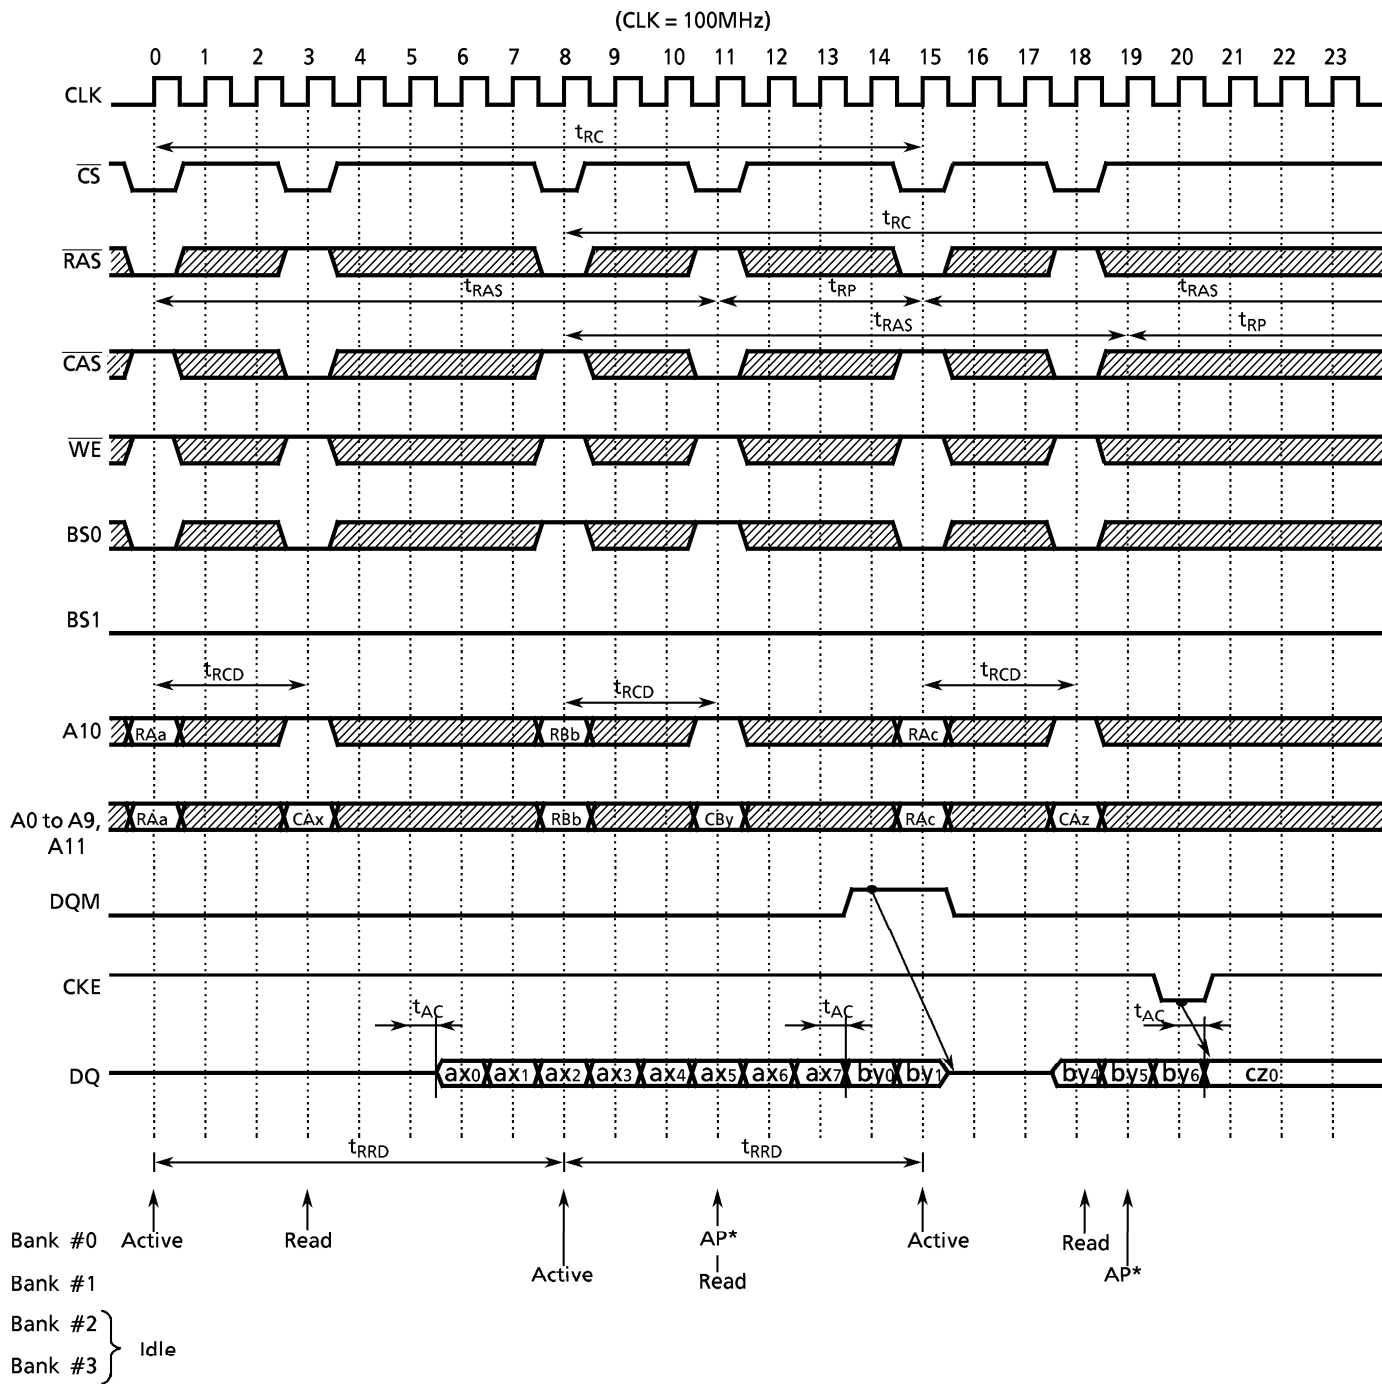 (CLK = 100MHz)
0 1 2 3 4 5 6 7 8 9 10 11 12 13 14 15 16 17 18 19 20 21 22 23
CLK
tRC
CS
tRC
RAS
tRAS tRP tRAS
tRAS tRP
CAS
WE
BS0
BS1
tRCD tRCD tRCD
A10 RAa RBb RAc
A0 to A9, RAa CAx RBb CBy RAc CAz
A11
DQM
CKE
tAC tAC tAC
DQ ax0 ax1 ax2 ax3 ax4 ax5 ax6 ax7 by0 by1 by4 by5 by6 cz0
tRRD tRRD
Bank #0 Active Read AP* Active Read
Bank #1 Active Read AP*
Bank #2
Idle
Bank #3